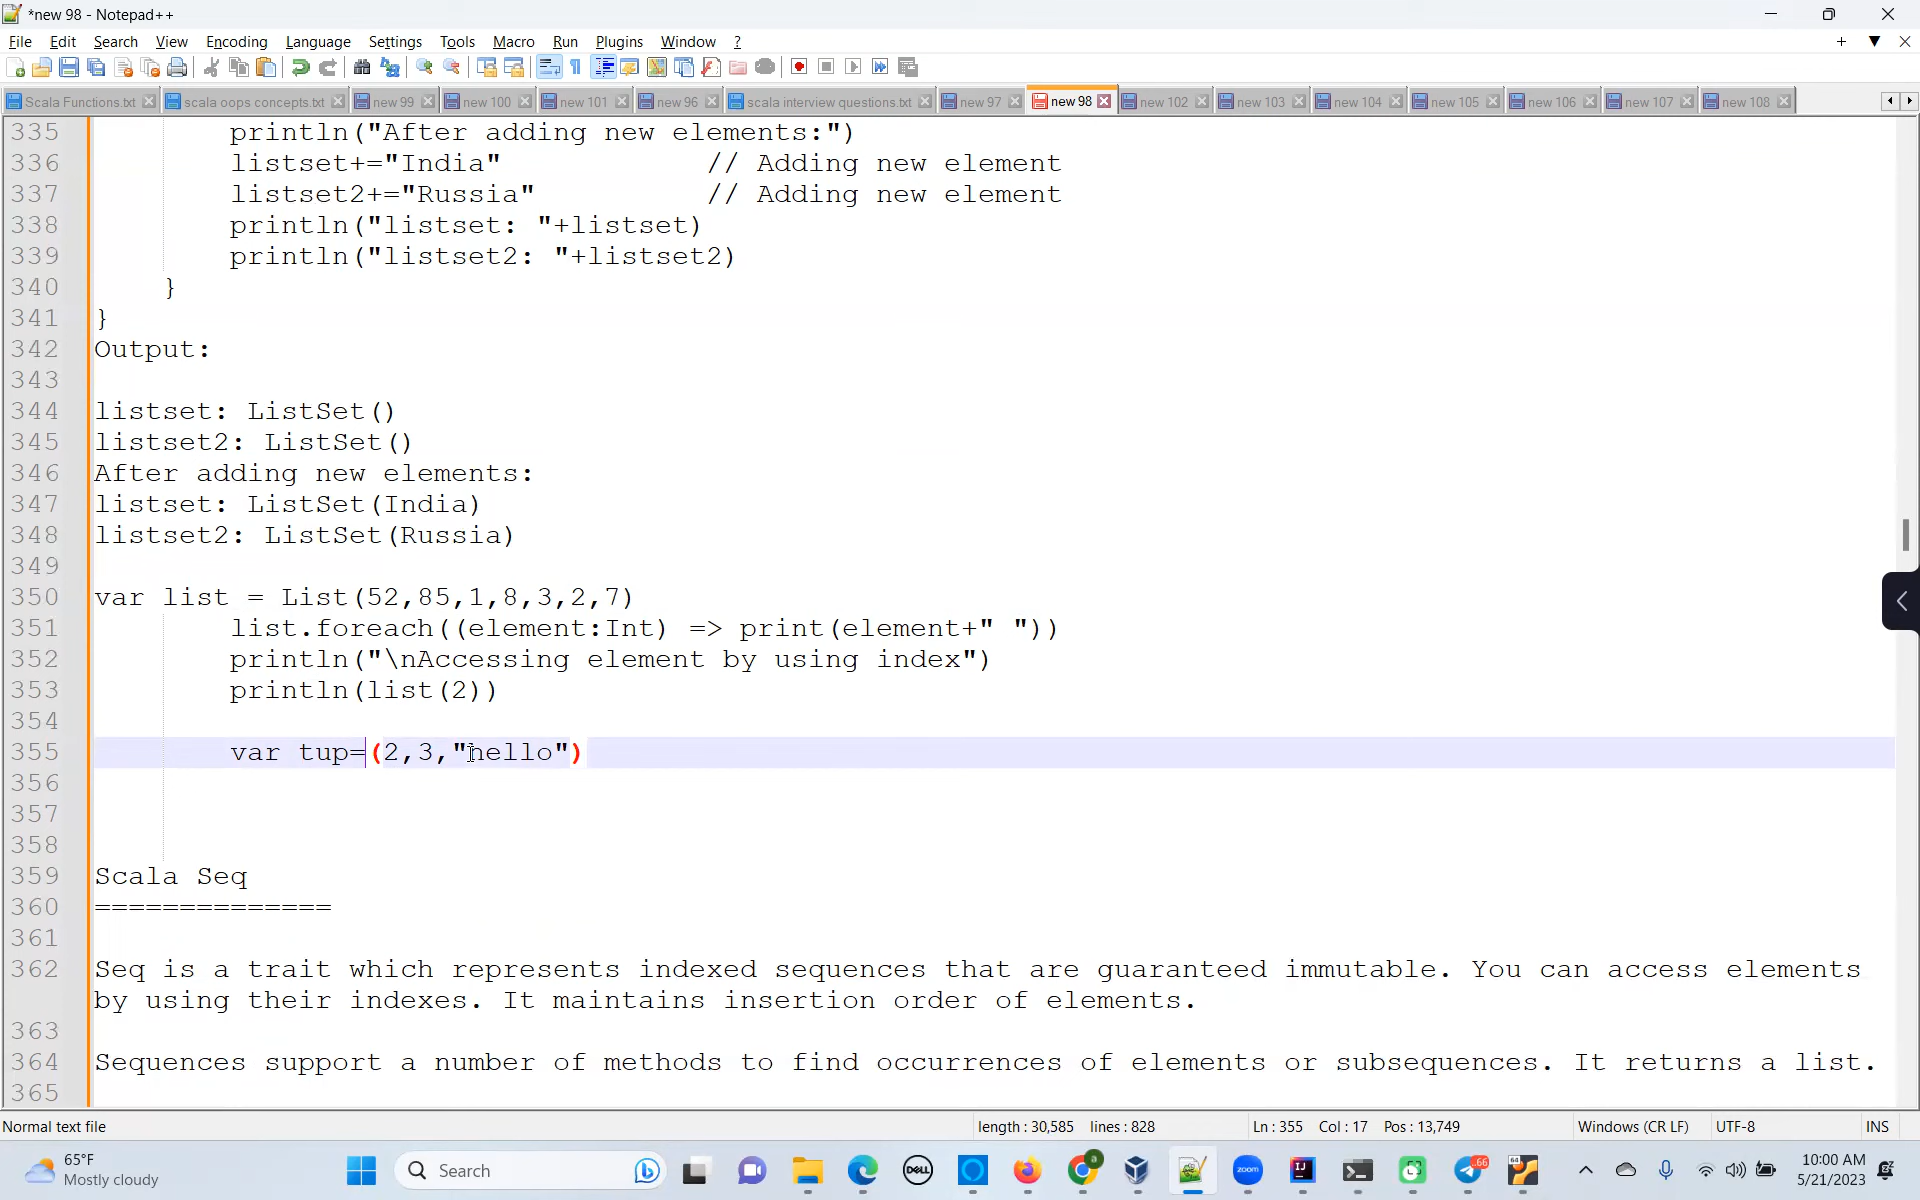 *new 98 - Notepad++
File Edit Search View Encoding Language Settings Tools Macro Run Plugins Window ?
Scala Functions.txt scala oops concepts.txt new 99 new 100 new 101 new 96 scala interview questions.txt new 97 new 98 new 102 new 103 new 104 new 105 new 106 new 107 new 108
335 println("After adding new elements:")
336 listset+="India" // Adding new element
337 listset2+="Russia" // Adding new element
338 println("listset: "+listset)
339 println("listset2: "+listset2)
340 }
341 }
342 Output:
343
344 listset: ListSet()
345 listset2: ListSet()
346 After adding new elements:
347 listset: ListSet(India)
348 listset2: ListSet(Russia)
349
350 var list = List(52,85,1,8,3,2,7)
351 list.foreach((element:Int) => print(element+" "))
352 println("\nAccessing element by using index")
353 println(list(2))
354
355 var tup=(2,3,"hello")
356
357
358
359 Scala Seq
360 ==============
361
362 Seq is a trait which represents indexed sequences that are guaranteed immutable. You can access elements
by using their indexes. It maintains insertion order of elements.
363
364 Sequences support a number of methods to find occurrences of elements or subsequences. It returns a list.
365
Normal text file length : 30,585 lines : 828 Ln : 355 Col : 17 Pos : 13,749 Windows (CR LF) UTF-8 INS
65°F
Mostly cloudy
Search
DELL
zoom
IJ
66
64
10:00 AM
5/21/2023